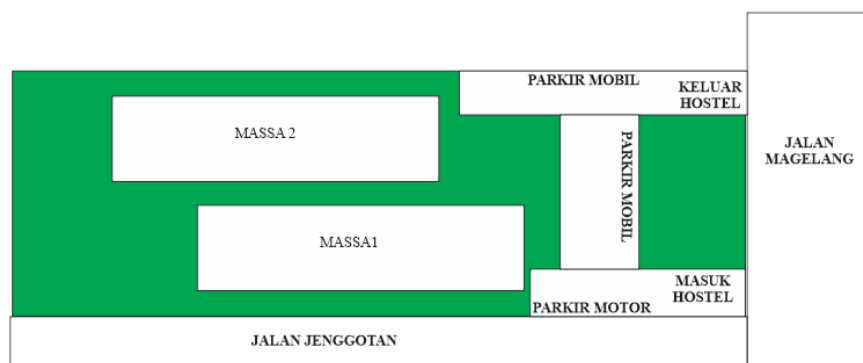 PARKIR MOBIL
KELUAR
HOSTEL
MASSA 2
JALAN
MAGELANG
PARKIR MOBIL
MASSA1
MASUK
HOSTEL
PARKIR MOTOR
JALAN JENGGOTAN